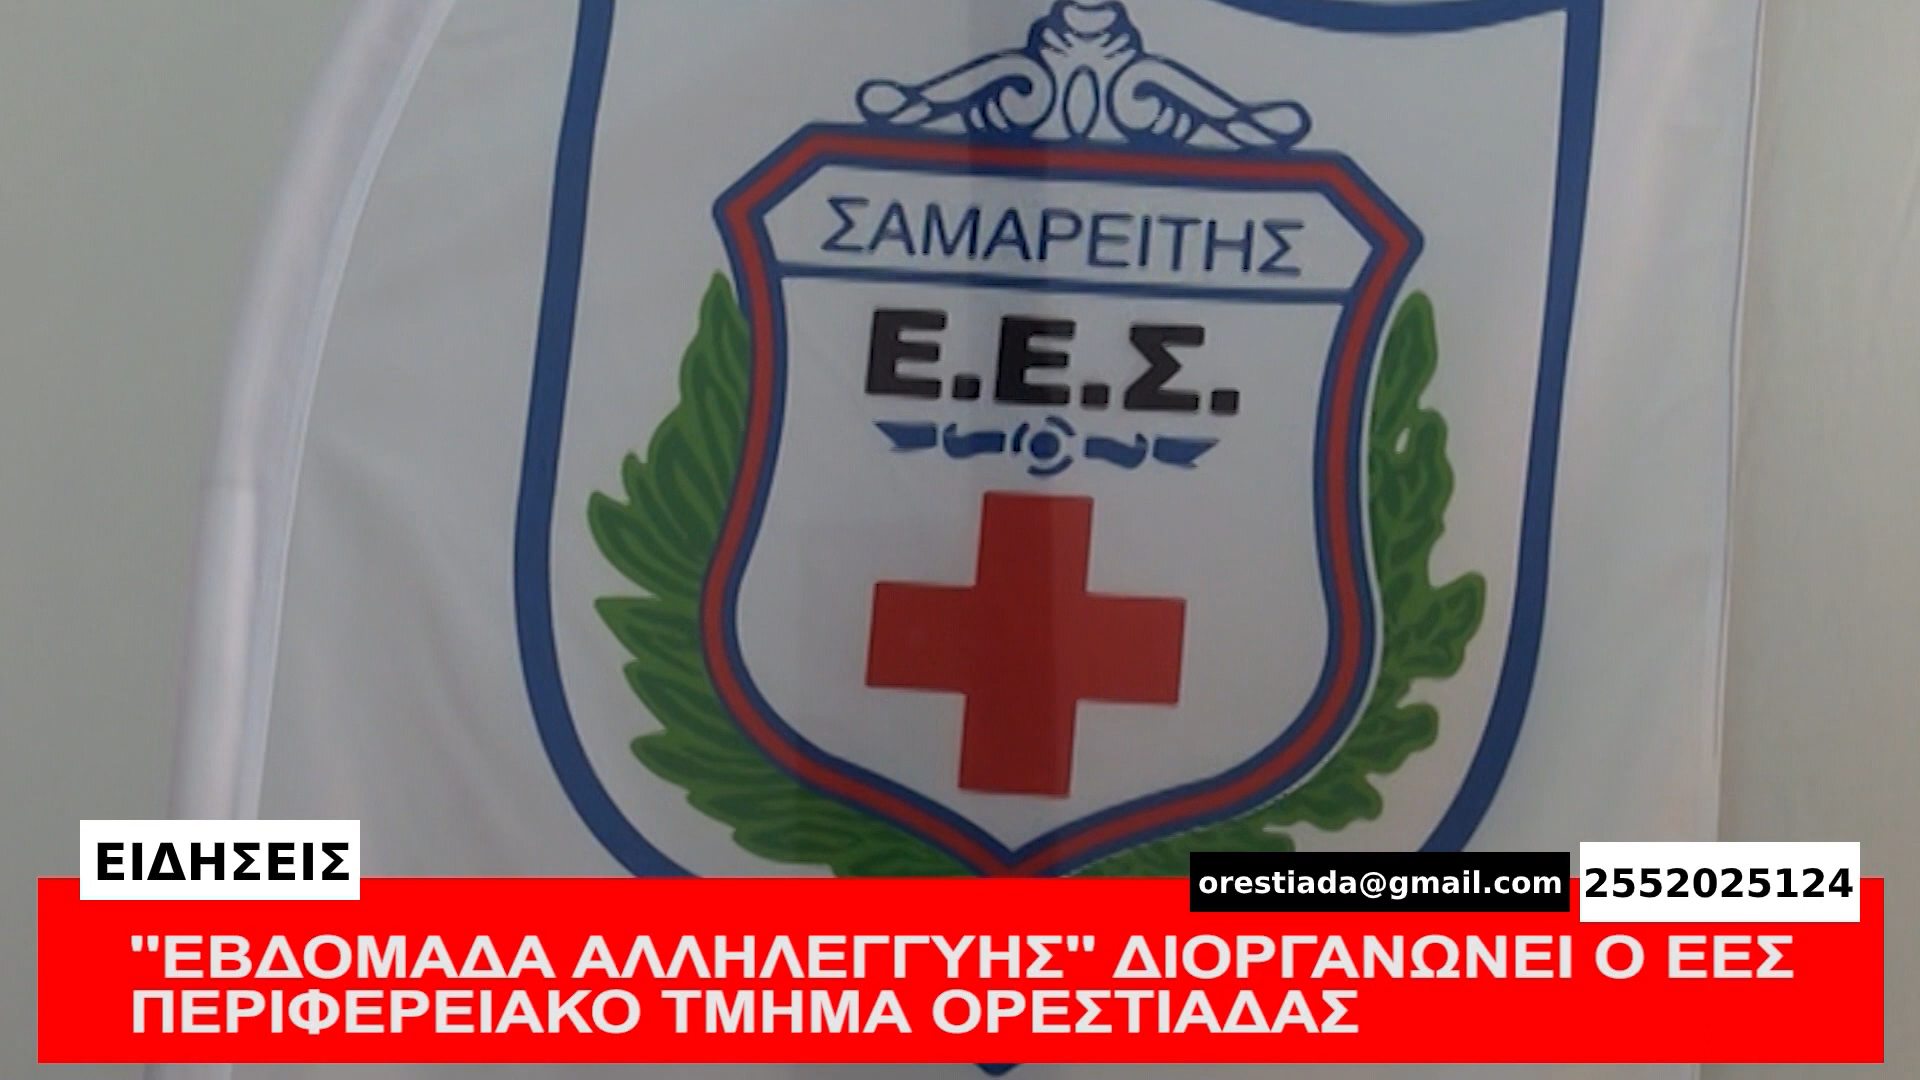 ΣΑΜΑΡΕΙΤΗΣ
Ε.Ε.Σ.
ΕΙΔΗΣΕΙΣ
orestiada@gmail.com
2552025124
"ΕΒΔΟΜΑΔΑ ΑΛΛΗΛΕΓΓΥΗΣ" ΔΙΟΡΓΑΝΩΝΕΙ Ο ΕΕΣ
ΠΕΡΙΦΕΡΕΙΑΚΟ ΤΜΗΜΑ ΟΡΕΣΤΙΑΔΑΣ